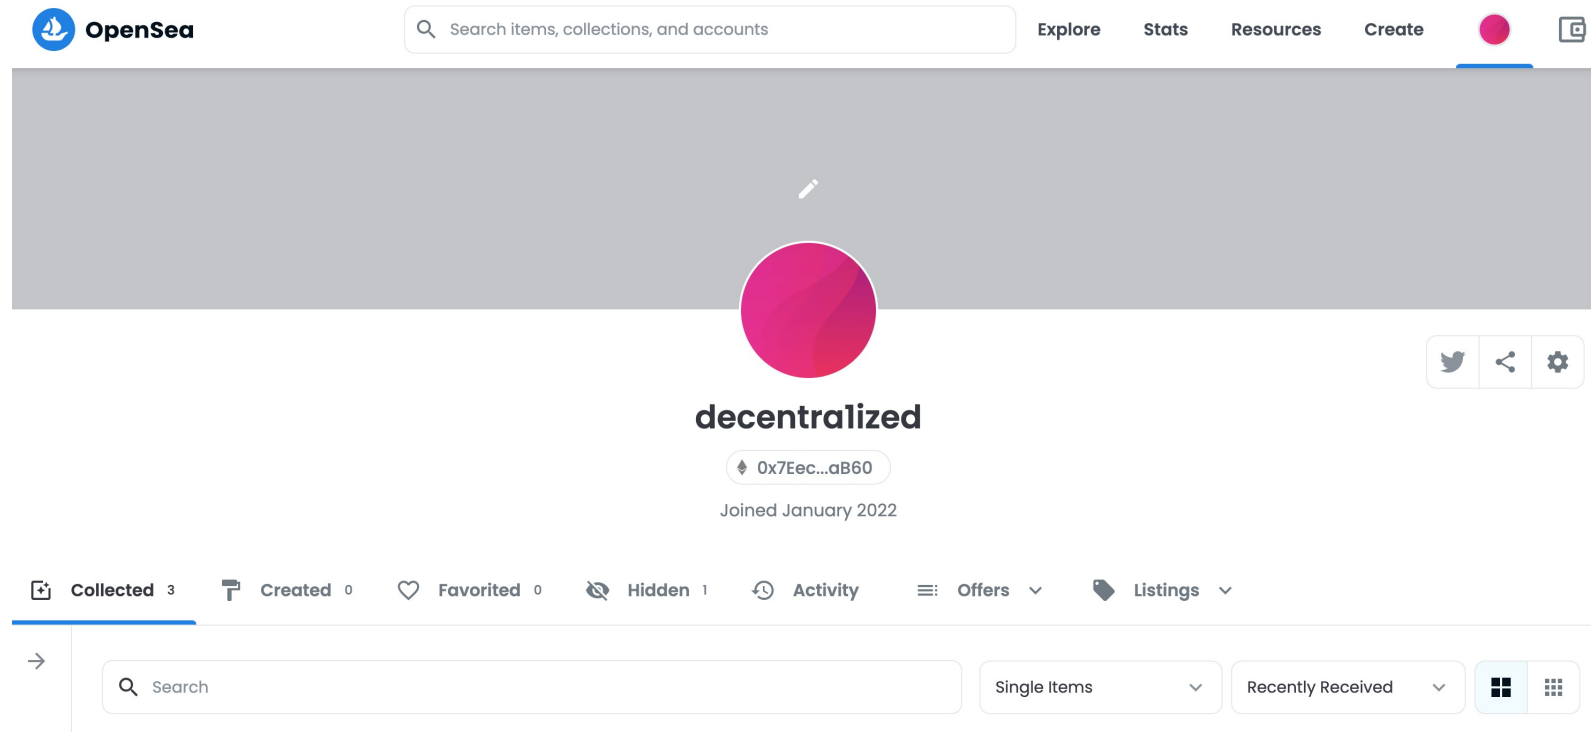 OpenSea
Search items, collections, and accounts
Explore Stats Resources Create
decentra1ized
0x7Eec...aB60
Joined January 2022
Collected 3 Created 0 Favorited 0 Hidden 1 Activity Offers Listings
Search
Single Items
Recently Received